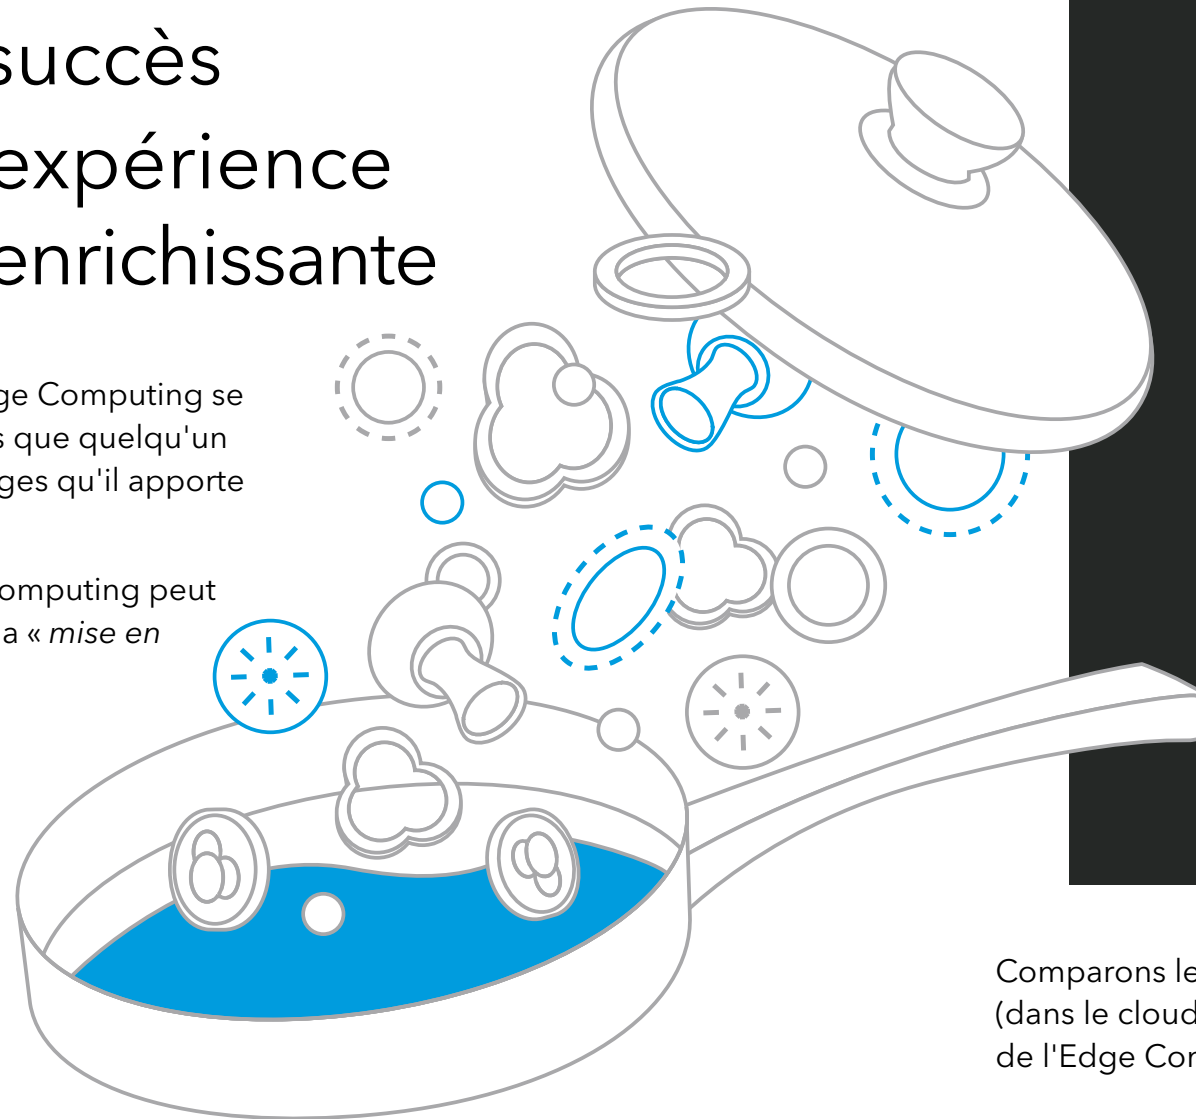 succès
expérience
enrichissante
ge Computing se
s que quelqu'un
ges qu'il apporte
omputing peut
a « mise en
Comparons le
(dans le cloud
de l'Edge Cor